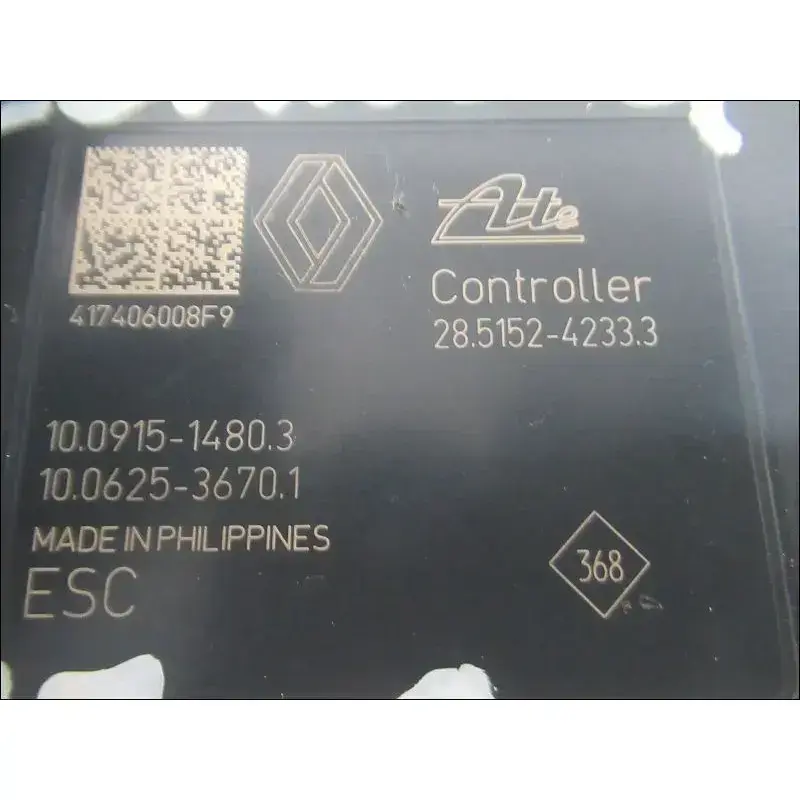 Ate
Controller
28.5152-4233.3
417406008F9
10.0915-1480.3
10.0625-3670.1
MADE IN PHILIPPINES
ESC
368